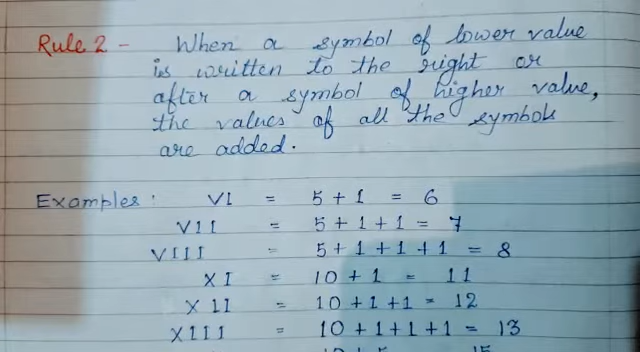 Rule 2 - When a symbol of lower value
is written to the right or
after a symbol of higher value,
the values of all the symbols
are added.
Examples : VI = 5 + 1 = 6
VII = 5 + 1 + 1 = 7
VIII = 5 + 1 + 1 + 1 = 8
XI = 10 + 1 = 11
XII = 10 + 1 + 1 = 12
XIII = 10 + 1 + 1 + 1 = 13